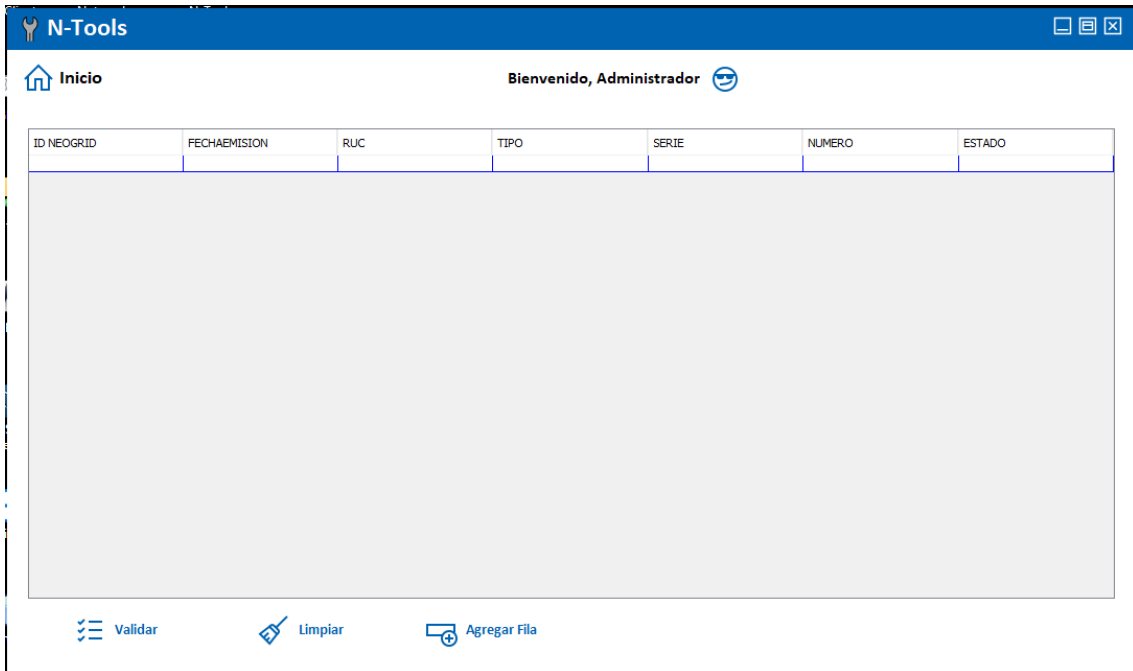 N-Tools
Inicio
Bienvenido, Administrador
ID NEOGRID FECHAEMISION RUC TIPO SERIE NUMERO ESTADO
Validar Limpiar Agregar Fila